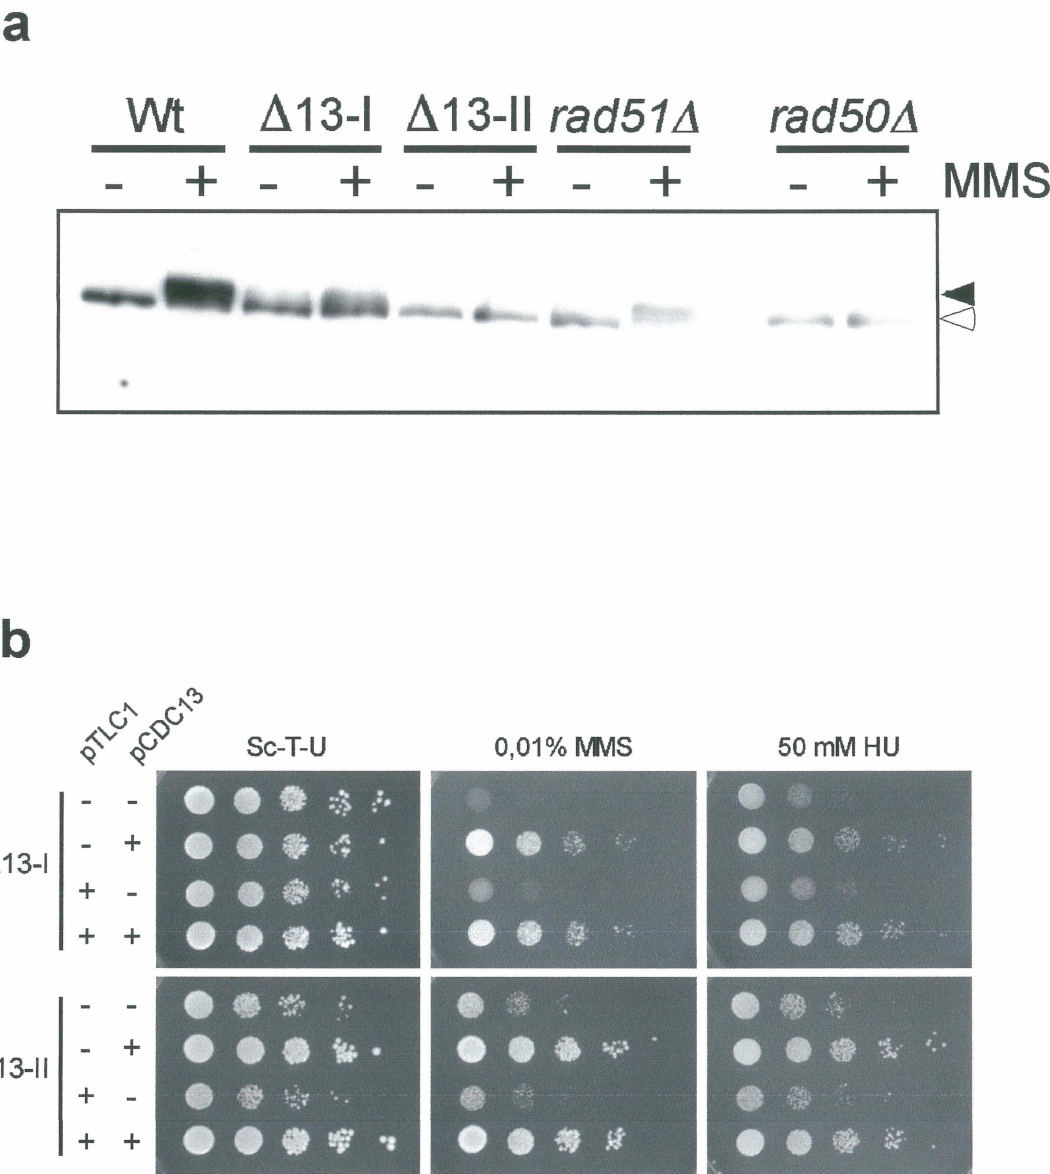 a
Wt Δ13-I Δ13-II rad51Δ rad50Δ
- + - + - + - + - + MMS
b
pTLC1 pCDC13
Sc-T-U 0,01% MMS 50 mM HU
- -
- +
13-I
+ -
+ +
- -
- +
13-II
+ -
+ +